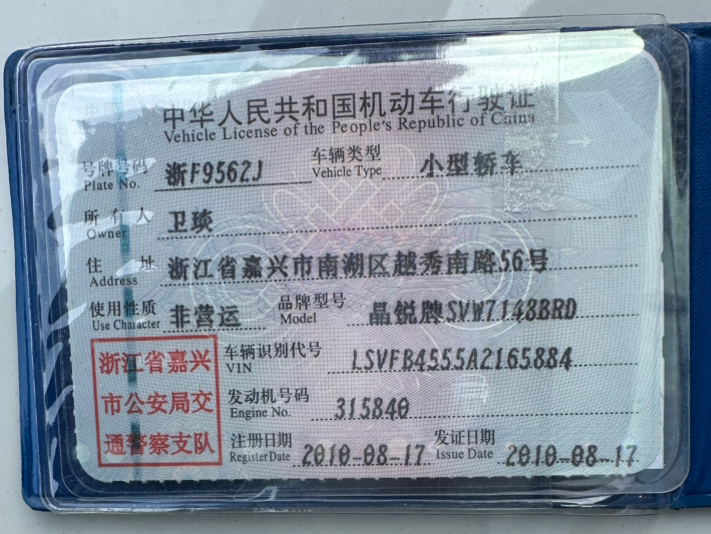 中华人民共和国机动车行驶证
Vehicle License of the People's Republic of China
号牌号码 浙F9562J 车辆类型 小型轿车
Plate No. Vehicle Type
所有人 卫琰
Owner
住址 浙江省嘉兴市南湖区越秀南路56号
Address
使用性质 非营运 品牌型号 晶锐牌SVW7148BRD
Use Character Model
浙江省嘉兴
市公安局交
通警察支队
车辆识别代号 LSVFB4555A2165884
VIN
发动机号码 315840
Engine No.
注册日期 2010-08-17 发证日期 2010-08-17
Register Date Issue Date